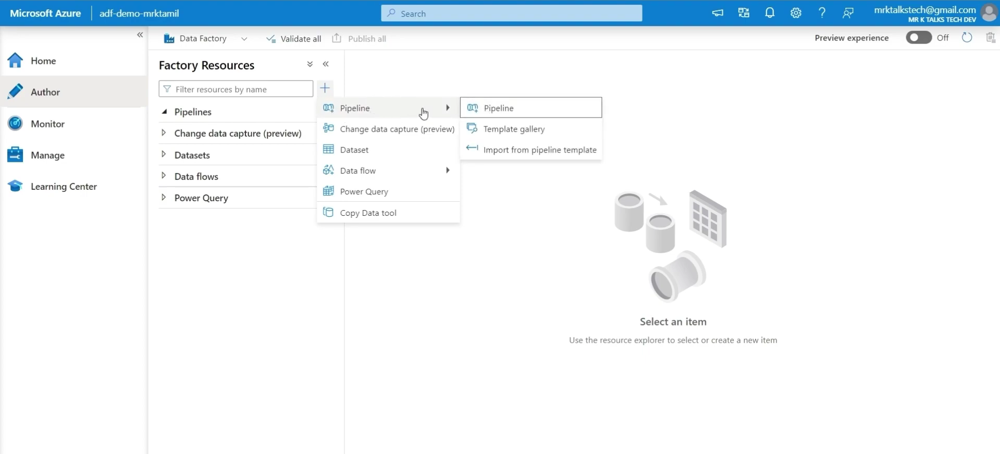 Microsoft Azure
adf-demo-mrktamil
Search
mrktalkstech@gmail.com
MR K TALKS TECH DEV
Data Factory
Validate all
Publish all
Preview experience
Off
Home
Author
Monitor
Manage
Learning Center
Factory Resources
Filter resources by name
Pipelines
Change data capture (preview)
Datasets
Data flows
Power Query
Pipeline
Change data capture (preview)
Dataset
Data flow
Power Query
Copy Data tool
Pipeline
Template gallery
Import from pipeline template
Select an item
Use the resource explorer to select or create a new item